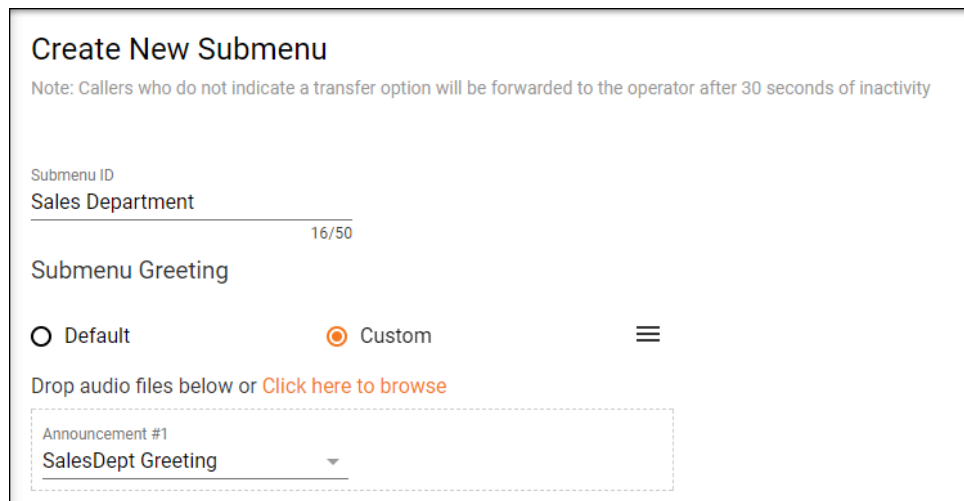 Create New Submenu
Note: Callers who do not indicate a transfer option will be forwarded to the operator after 30 seconds of inactivity
Submenu ID
Sales Department
16/50
Submenu Greeting
Default Custom
Drop audio files below or Click here to browse
Announcement #1
SalesDept Greeting